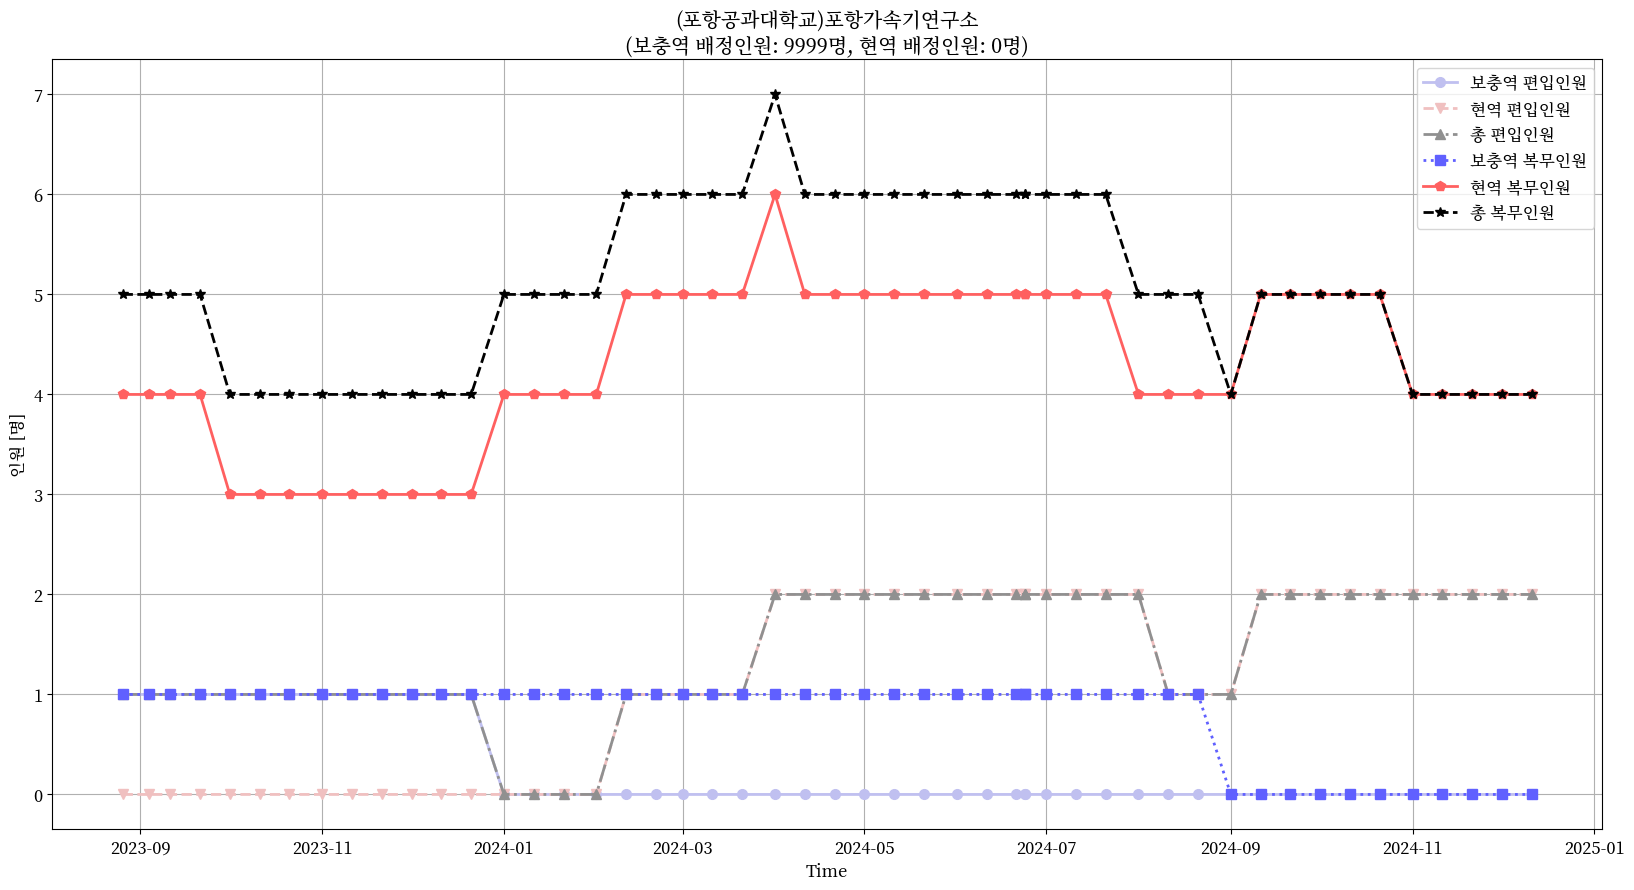 (포항공과대학교)포항가속기연구소
(보충역 배정인원: 9999명, 현역 배정인원: 0명)
보충역 편입인원
현역 편입인원
총 편입인원
보충역 복무인원
현역 복무인원
총 복무인원
인원 [명]
7
6
5
4
3
2
1
0
2023-09
2023-11
2024-01
2024-03
2024-05
2024-07
2024-09
2024-11
2025-01
Time